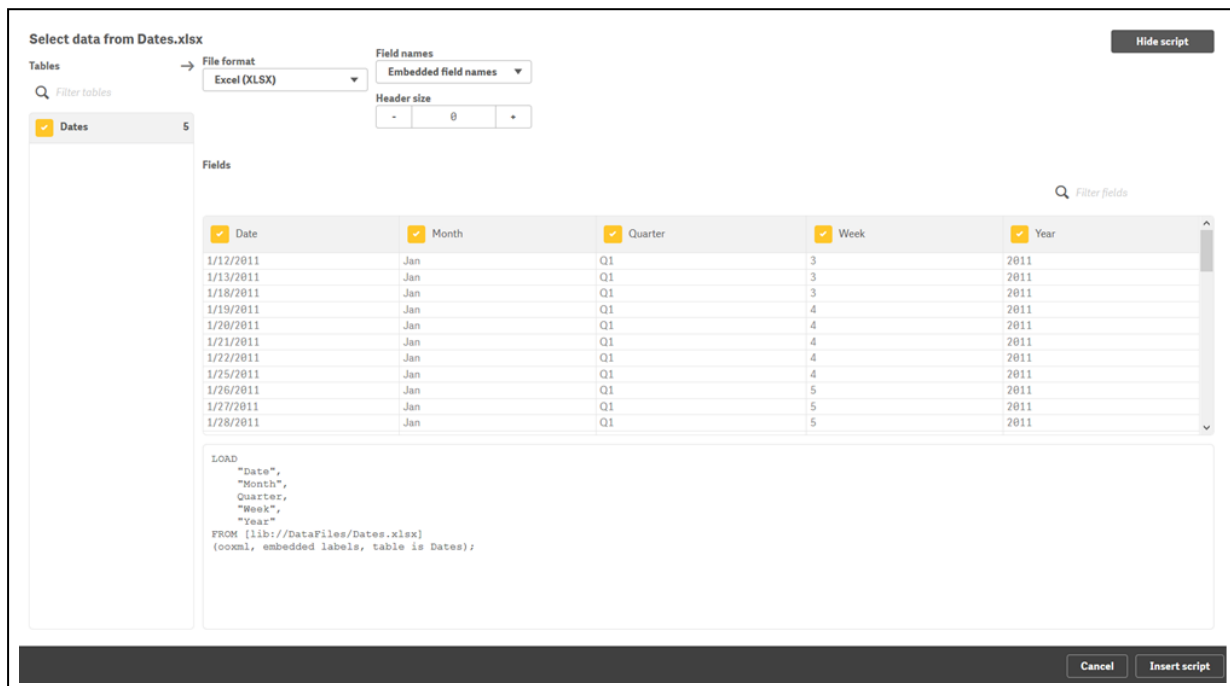 Select data from Dates.xlsx
Hide script
Tables
File format
Excel (XLSX)
Field names
Embedded field names
Header size
- 0 +
Filter tables
Dates 5
Fields
Filter fields
Date Month Quarter Week Year
1/12/2011 Jan Q1 3 2011
1/13/2011 Jan Q1 3 2011
1/18/2011 Jan Q1 3 2011
1/19/2011 Jan Q1 4 2011
1/20/2011 Jan Q1 4 2011
1/21/2011 Jan Q1 4 2011
1/22/2011 Jan Q1 4 2011
1/25/2011 Jan Q1 4 2011
1/26/2011 Jan Q1 5 2011
1/27/2011 Jan Q1 5 2011
1/28/2011 Jan Q1 5 2011
LOAD
"Date",
"Month",
Quarter,
"Week",
"Year"
FROM [lib://DataFiles/Dates.xlsx]
(ooxml, embedded labels, table is Dates);
Cancel
Insert script